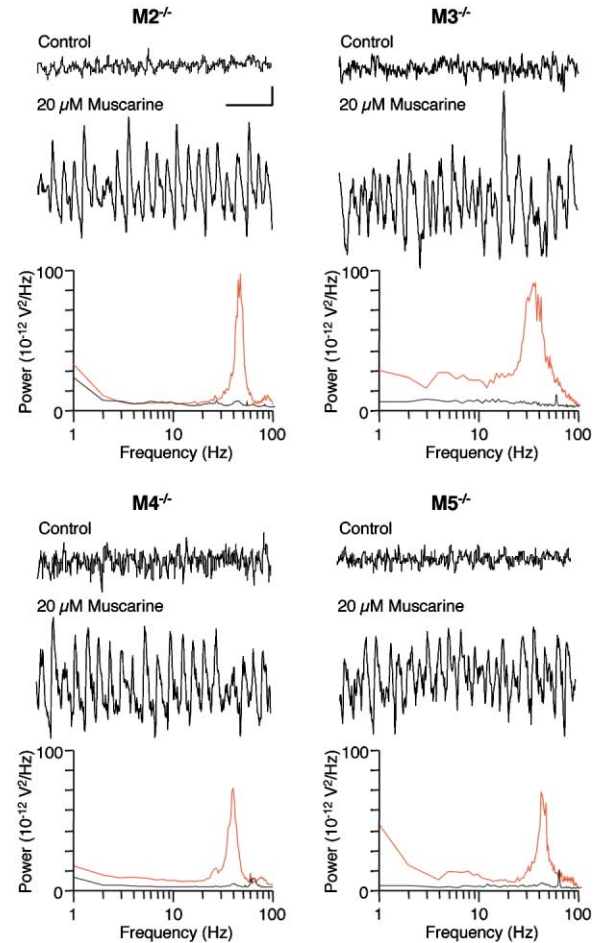 M2-/-
Control
20 µM Muscarine
100
0
Power (10-12 V2/Hz)
1
10
100
Frequency (Hz)
M3-/-
Control
20 µM Muscarine
100
0
Power (10-12 V2/Hz)
1
10
100
Frequency (Hz)
M4-/-
Control
20 µM Muscarine
100
0
Power (10-12 V2/Hz)
1
10
100
Frequency (Hz)
M5-/-
Control
20 µM Muscarine
100
0
Power (10-12 V2/Hz)
1
10
100
Frequency (Hz)